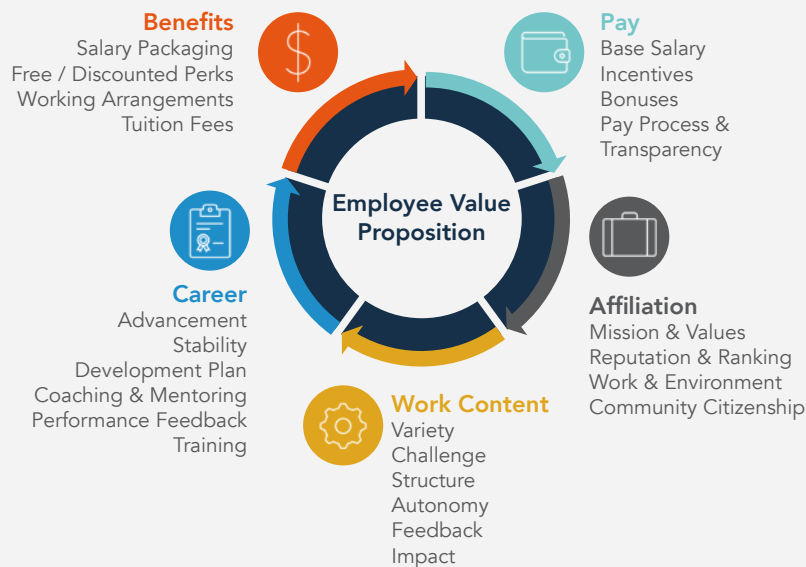 Benefits
Salary Packaging
Free / Discounted Perks
Working Arrangements
Tuition Fees
Pay
Base Salary
Incentives
Bonuses
Pay Process &
Transparency
Employee Value
Proposition
Career
Advancement
Stability
Development Plan
Coaching & Mentoring
Performance Feedback
Training
Affiliation
Mission & Values
Reputation & Ranking
Work & Environment
Community Citizenship
Work Content
Variety
Challenge
Structure
Autonomy
Feedback
Impact